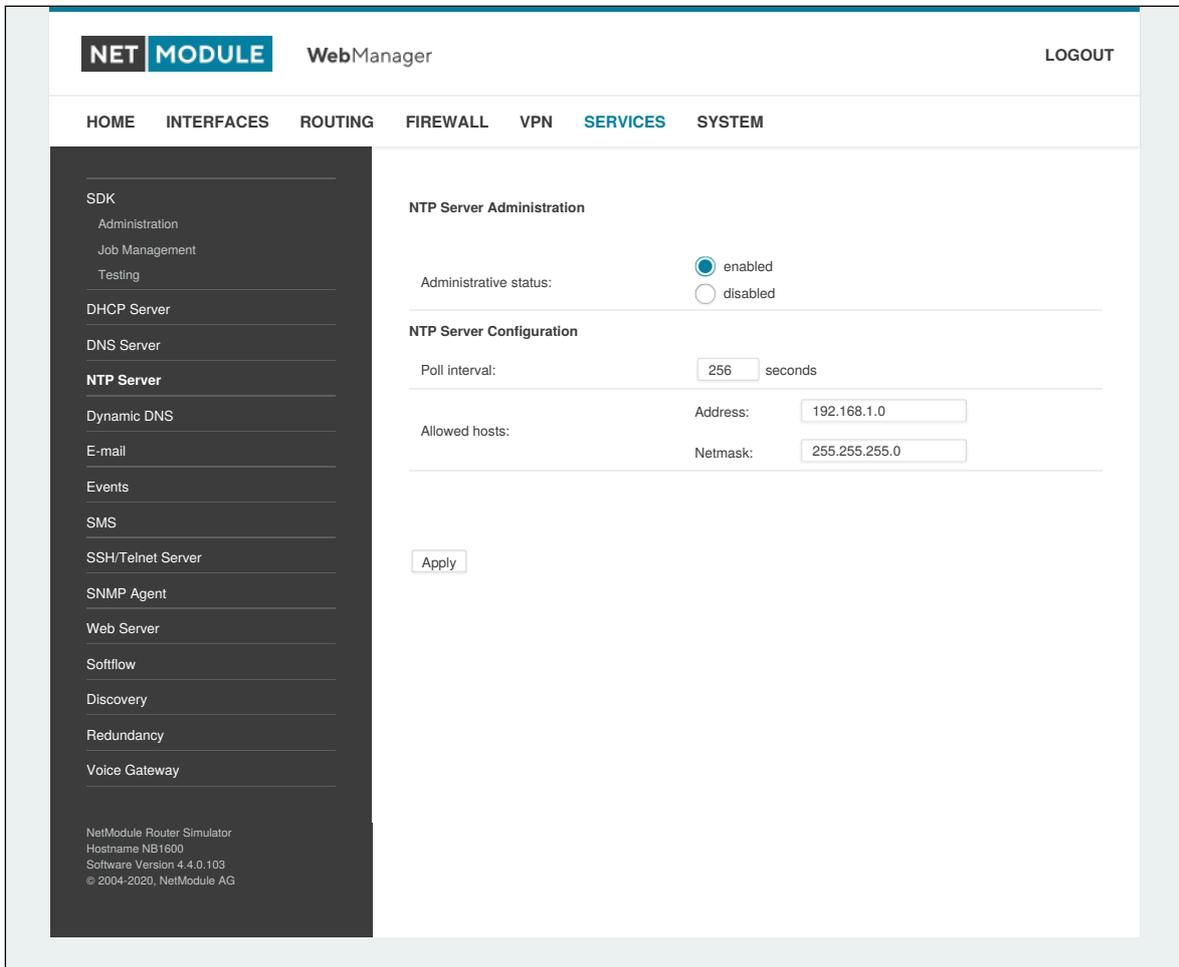 NET MODULE WebManager LOGOUT
HOME INTERFACES ROUTING FIREWALL VPN SERVICES SYSTEM
SDK
Administration
Job Management
Testing
DHCP Server
DNS Server
NTP Server
Dynamic DNS
E-mail
Events
SMS
SSH/Telnet Server
SNMP Agent
Web Server
Softflow
Discovery
Redundancy
Voice Gateway
NetModule Router Simulator
Hostname NB1600
Software Version 4.4.0.103
© 2004-2020, NetModule AG
NTP Server Administration
Administrative status:
enabled
disabled
NTP Server Configuration
Poll interval: 256 seconds
Allowed hosts:
Address: 192.168.1.0
Netmask: 255.255.255.0
Apply